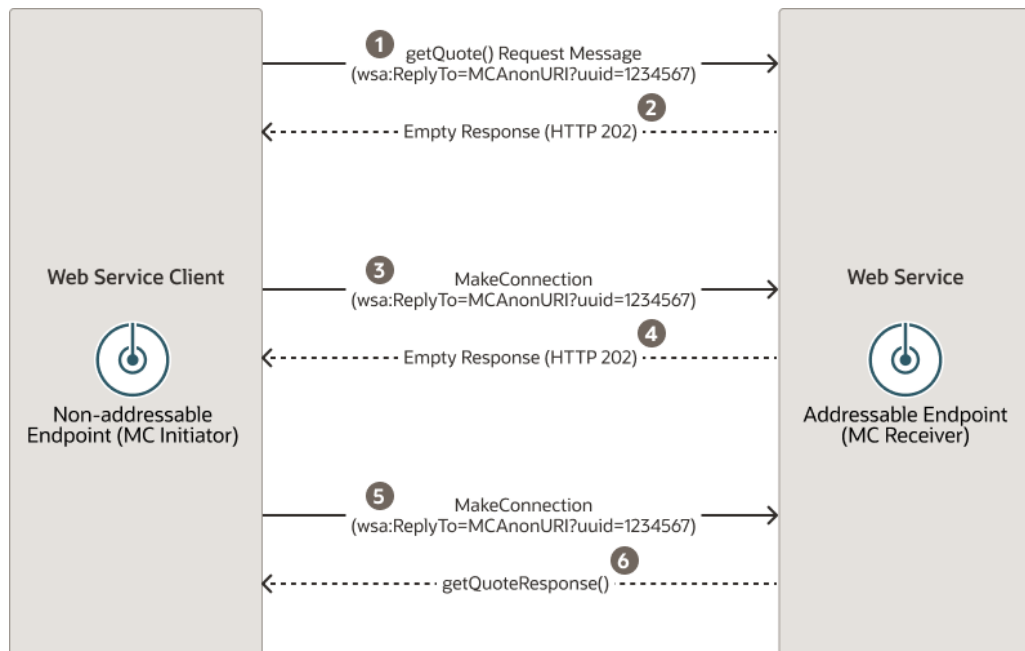 1
getQuote() Request Message
(wsa:ReplyTo=MCAnonURI?uuid=1234567)
2
Empty Response (HTTP 202)
Web Service Client
Non-addressable
Endpoint (MC Initiator)
3
MakeConnection
(wsa:ReplyTo=MCAnonURI?uuid=1234567)
4
Empty Response (HTTP 202)
Web Service
Addressable Endpoint
(MC Receiver)
5
MakeConnection
(wsa:ReplyTo=MCAnonURI?uuid=1234567)
6
getQuoteResponse()